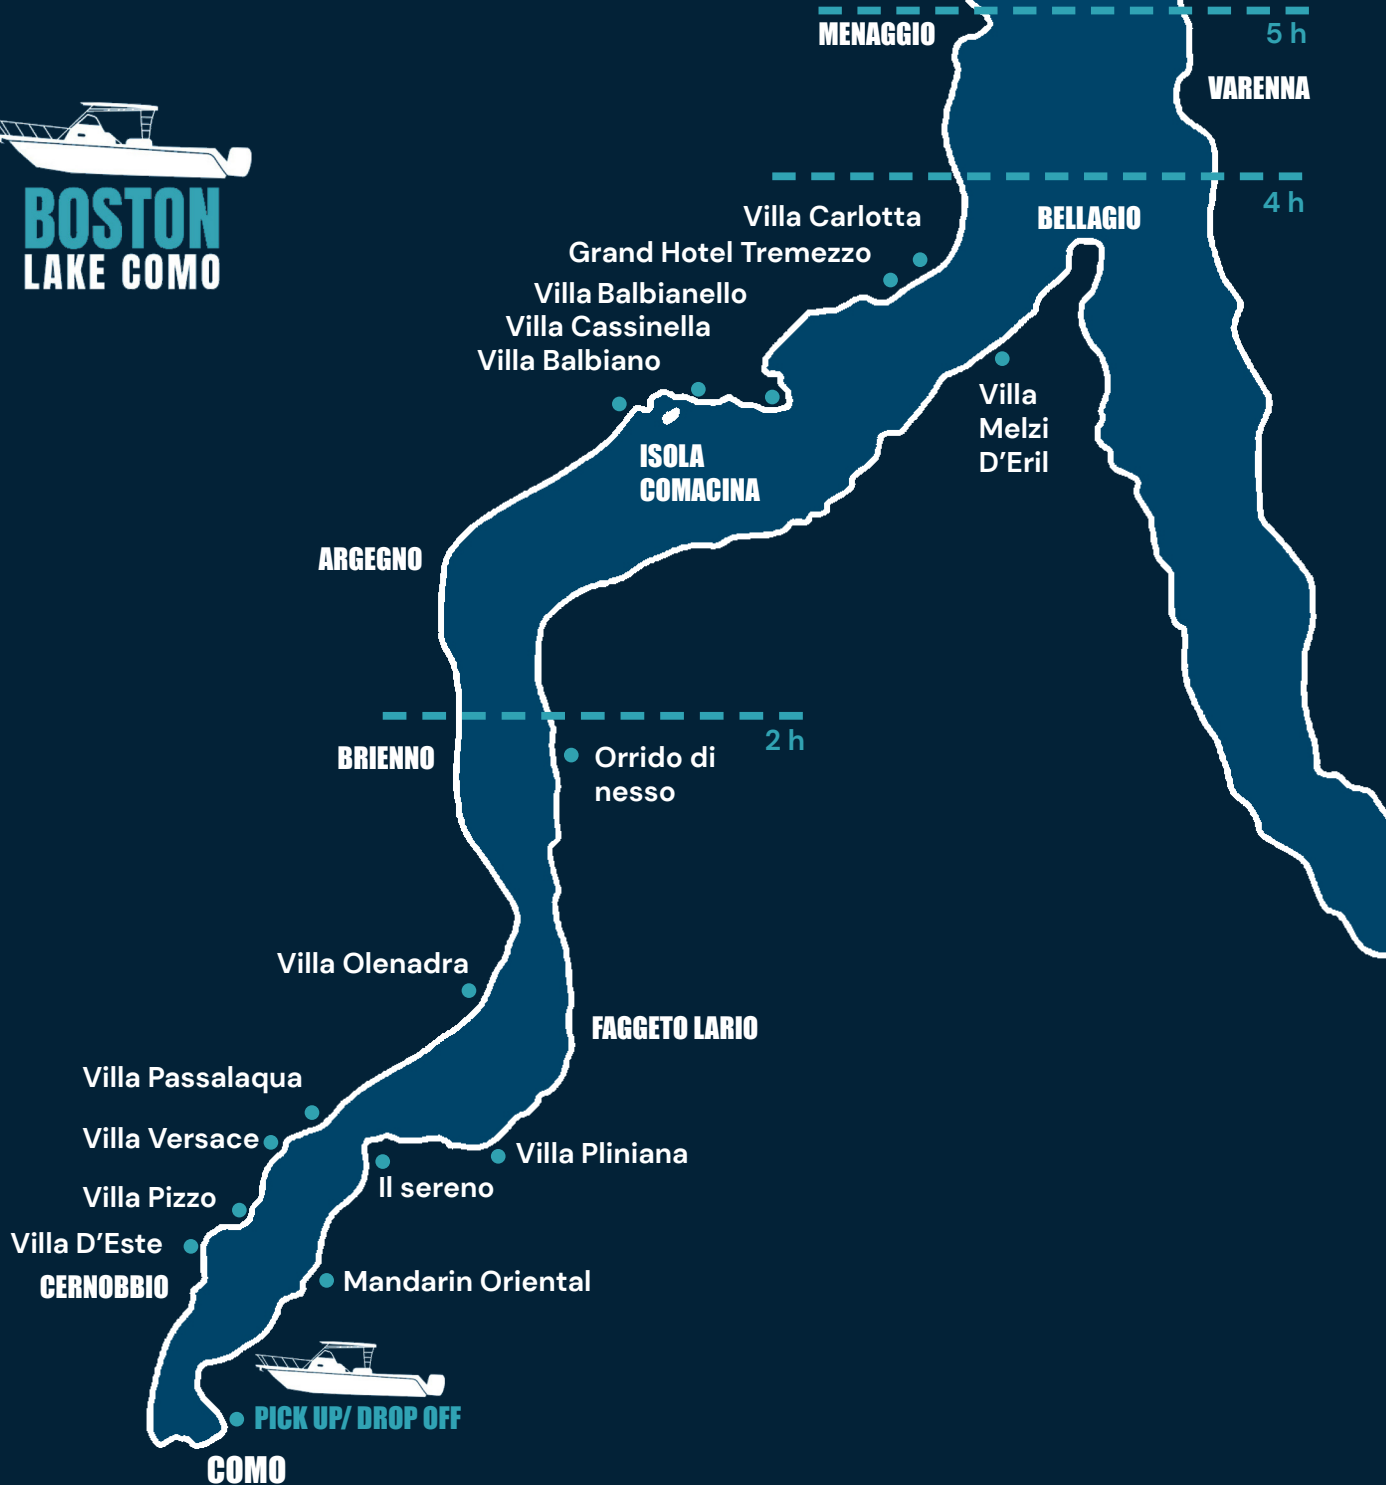 MENAGGIO
5 h
VARENNA
BOSTON
LAKE COMO
4 h
Villa Carlotta
BELLAGIO
Grand Hotel Tremezzo
Villa Balbianello
Villa Cassinella
Villa Balbiano
Villa
Melzi
D’Eril
ISOLA
COMACINA
ARGEGNO
2 h
BRIENNO
Orrido di
nesso
Villa Olenadra
FAGGETO LARIO
Villa Passalaqua
Villa Versace
Villa Pliniana
Il sereno
Villa Pizzo
Villa D’Este
CERNOBBIO
Mandarin Oriental
PICK UP/ DROP OFF
COMO